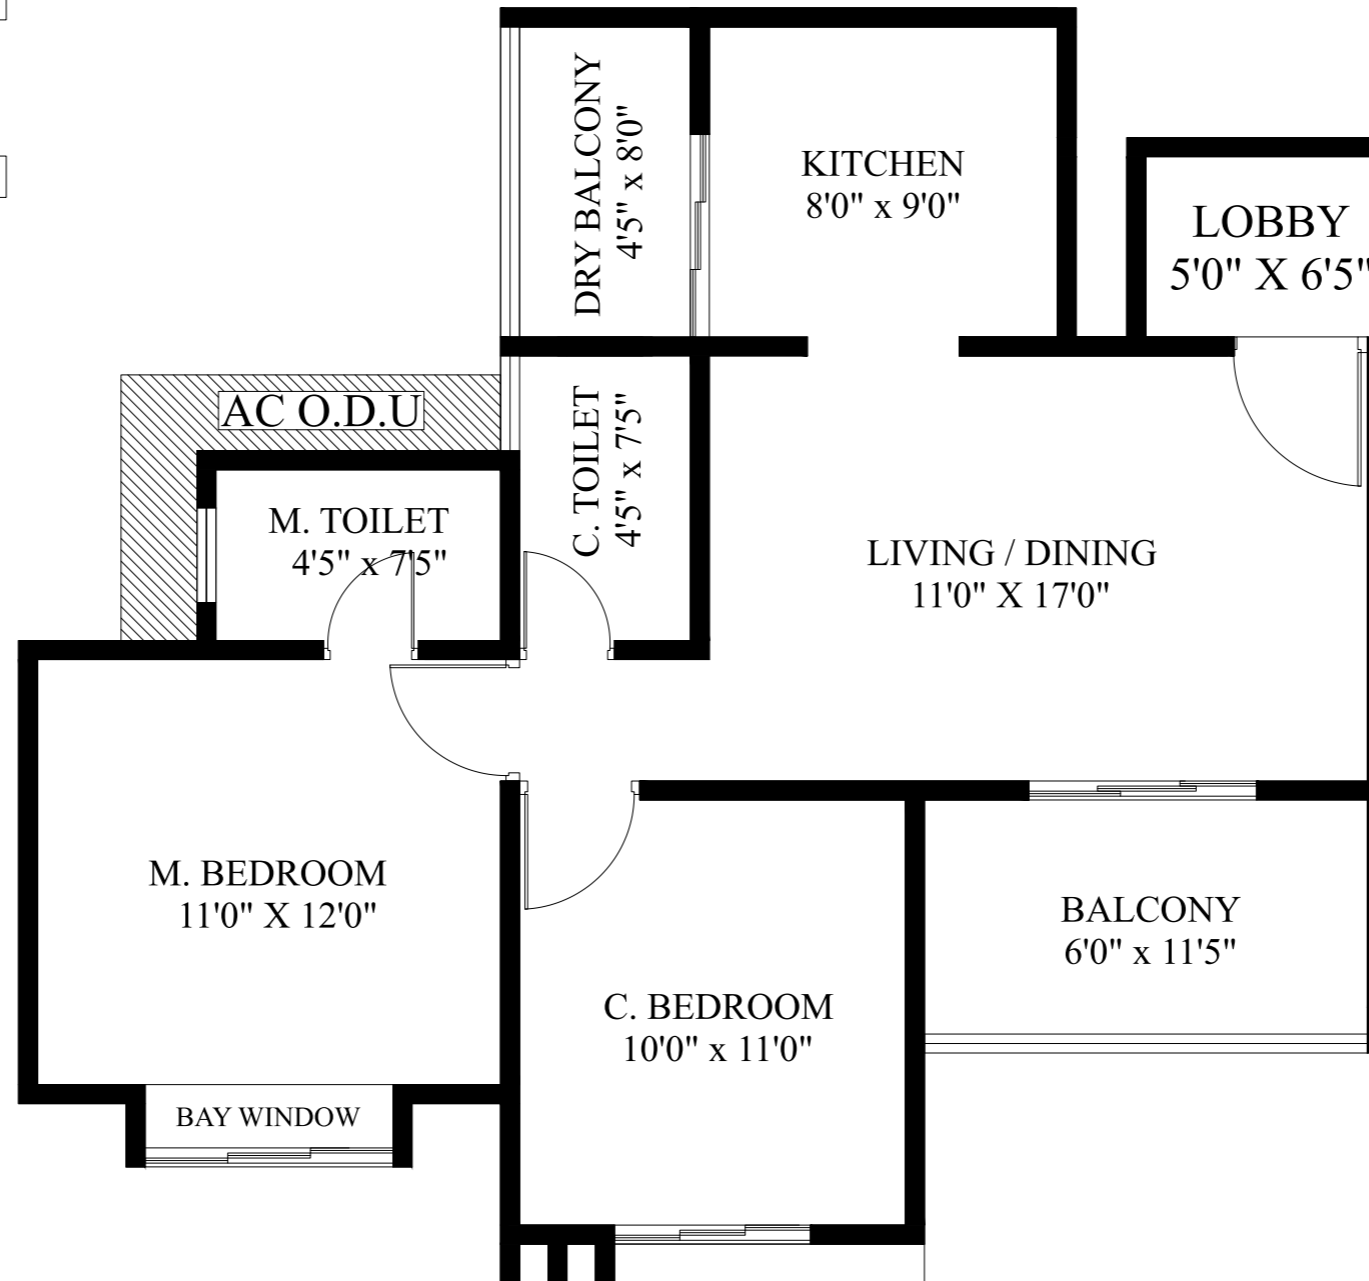 DRY BALCONY
4'5" x 8'0"
KITCHEN
8'0" x 9'0"
LOBBY
5'0" X 6'5"
AC O.D.U
C. TOILET
4'5" x 7'5"
M. TOILET
4'5" x 7'5"
LIVING / DINING
11'0" X 17'0"
M. BEDROOM
11'0" X 12'0"
BALCONY
6'0" x 11'5"
C. BEDROOM
10'0" x 11'0"
BAY WINDOW